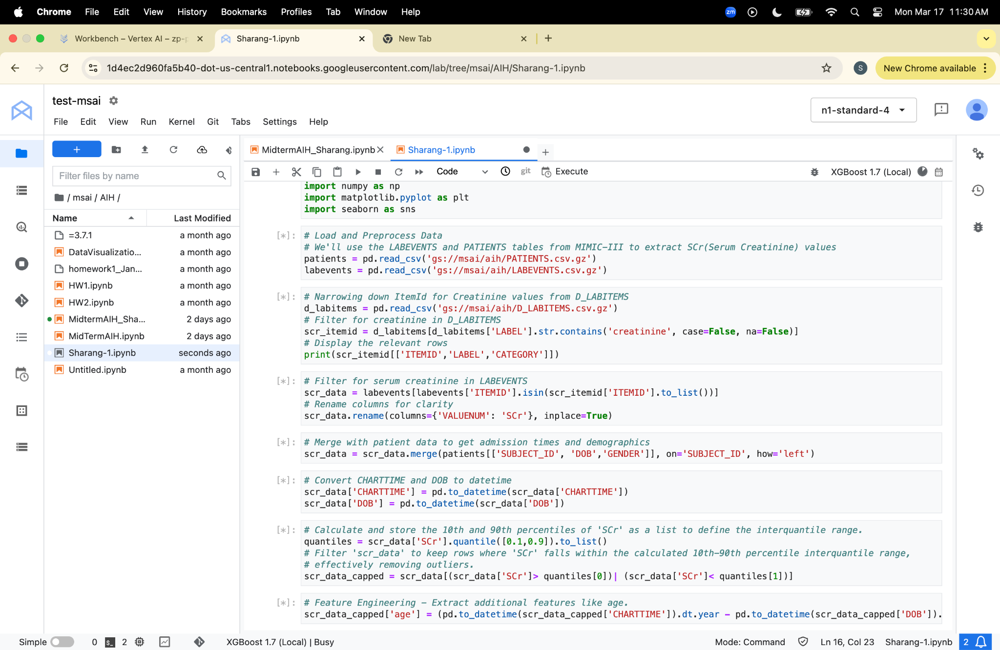 Chrome File Edit View History Bookmarks Profiles Tab Window Help zm Mon Mar 17 11:30 AM
Workbench – Vertex AI – zp-p Sharang-1.ipynb New Tab
1d4ec2d960fa5b40-dot-us-central1.notebooks.googleusercontent.com/lab/tree/msai/AIH/Sharang-1.ipynb S New Chrome available
test-msai
n1-standard-4
File Edit View Run Kernel Git Tabs Settings Help
MidtermAIH_Sharang.ipynb Sharang-1.ipynb
Filter files by name
Code git Execute XGBoost 1.7 (Local)
/ msai / AIH /
Name Last Modified
=3.7.1 a month ago
DataVisualizatio... a month ago
homework1_Jan... a month ago
HW1.ipynb a month ago
HW2.ipynb a month ago
MidtermAIH_Sha... 2 days ago
MidTermAIH.ipynb 2 days ago
Sharang-1.ipynb seconds ago
Untitled.ipynb a month ago
import numpy as np
import matplotlib.pyplot as plt
import seaborn as sns
[*]: # Load and Preprocess Data
# We'll use the LABEVENTS and PATIENTS tables from MIMIC-III to extract SCr(Serum Creatinine) values
patients = pd.read_csv('gs://msai/aih/PATIENTS.csv.gz')
labevents = pd.read_csv('gs://msai/aih/LABEVENTS.csv.gz')
[*]: # Narrowing down ItemId for Creatinine values from D_LABITEMS
d_labitems = pd.read_csv('gs://msai/aih/D_LABITEMS.csv.gz')
# Filter for creatinine in D_LABITEMS
scr_itemid = d_labitems[d_labitems['LABEL'].str.contains('creatinine', case=False, na=False)]
# Display the relevant rows
print(scr_itemid[['ITEMID','LABEL','CATEGORY']])
[*]: # Filter for serum creatinine in LABEVENTS
scr_data = labevents[labevents['ITEMID'].isin(scr_itemid['ITEMID'].to_list())]
# Rename columns for clarity
scr_data.rename(columns={'VALUENUM': 'SCr'}, inplace=True)
[*]: # Merge with patient data to get admission times and demographics
scr_data = scr_data.merge(patients[['SUBJECT_ID', 'DOB','GENDER']], on='SUBJECT_ID', how='left')
[*]: # Convert CHARTTIME and DOB to datetime
scr_data['CHARTTIME'] = pd.to_datetime(scr_data['CHARTTIME'])
scr_data['DOB'] = pd.to_datetime(scr_data['DOB'])
[*]: # Calculate and store the 10th and 90th percentiles of 'SCr' as a list to define the interquantile range.
quantiles = scr_data['SCr'].quantile([0.1,0.9]).to_list()
# Filter 'scr_data' to keep rows where 'SCr' falls within the calculated 10th-90th percentile interquantile range,
# effectively removing outliers.
scr_data_capped = scr_data[(scr_data['SCr']> quantiles[0])| (scr_data['SCr']< quantiles[1])]
[*]: # Feature Engineering - Extract additional features like age.
scr_data_capped['age'] = (pd.to_datetime(scr_data_capped['CHARTTIME']).dt.year - pd.to_datetime(scr_data_capped['DOB']).
Simple 0 2 XGBoost 1.7 (Local) | Busy Mode: Command Ln 16, Col 23 Sharang-1.ipynb 2